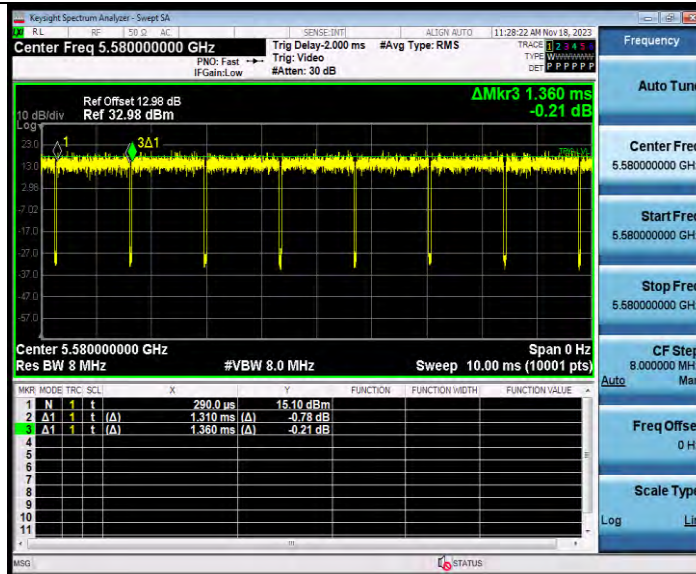 Keysight Spectrum Analyzer - Swept SA
RL RF 50 Ω AC SENSE:INT ALIGN AUTO 11:28:22 AM Nov 18, 2023
Center Freq 5.580000000 GHz
PNO: Fast
IFGain:Low
Trig Delay-2.000 ms
Trig: Video
#Atten: 30 dB
#Avg Type: RMS
TRACE 1 2 3 4 5 6
TYPE WWWWWW
DET P P P P P P
ΔMkr3 1.360 ms
-0.21 dB
Ref Offset 12.98 dB
10 dB/div Ref 32.98 dBm
Log
23.0
13.0
2.98
-7.02
-17.0
-27.0
-37.0
-47.0
-57.0
1
3Δ1
Center 5.580000000 GHz Span 0 Hz
Res BW 8 MHz #VBW 8.0 MHz Sweep 10.00 ms (10001 pts)
MKR MODE TRC SCL X Y FUNCTION FUNCTION WIDTH FUNCTION VALUE
1 N 1 t 290.0 µs 15.10 dBm
2 Δ1 1 t (Δ) 1.310 ms (Δ) -0.78 dB
3 Δ1 1 t (Δ) 1.360 ms (Δ) -0.21 dB
4
5
6
7
8
9
10
11
MSG STATUS
Frequency
Auto Tune
Center Freq
5.580000000 GH
Start Freq
5.580000000 GH
Stop Freq
5.580000000 GH
CF Step
8.000000 MH
Auto Ma
Freq Offse
0 H
Scale Type
Log Li